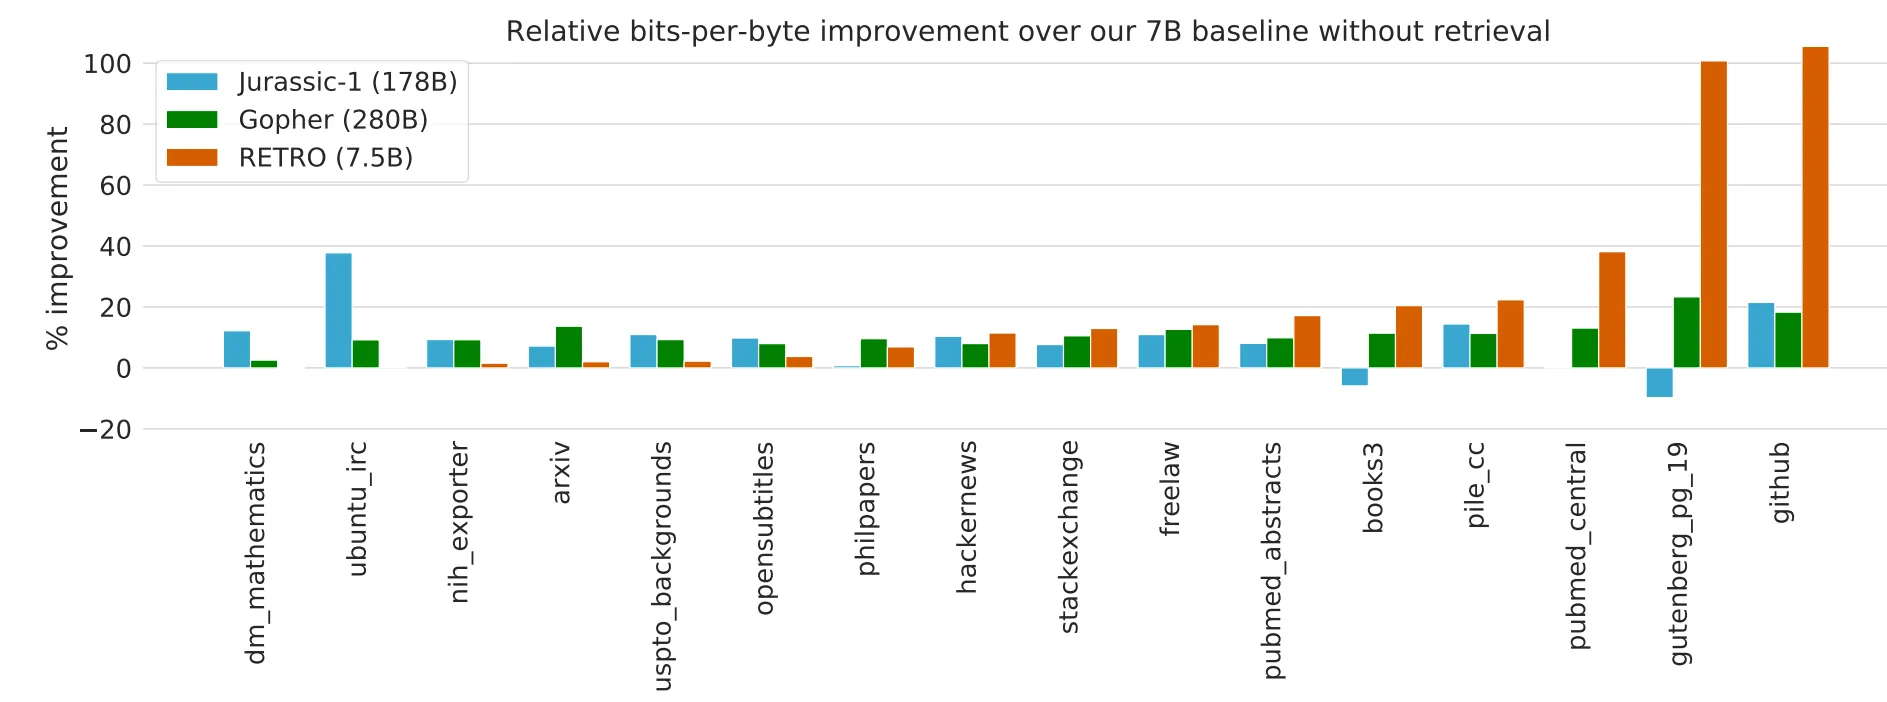 Relative bits-per-byte improvement over our 7B baseline without retrieval
% improvement
100
80
60
40
20
0
−20
Jurassic-1 (178B)
Gopher (280B)
RETRO (7.5B)
dm_mathematics
ubuntu_irc
nih_exporter
arxiv
uspto_backgrounds
opensubtitles
philpapers
hackernews
stackexchange
freelaw
pubmed_abstracts
books3
pile_cc
pubmed_central
gutenberg_pg_19
github